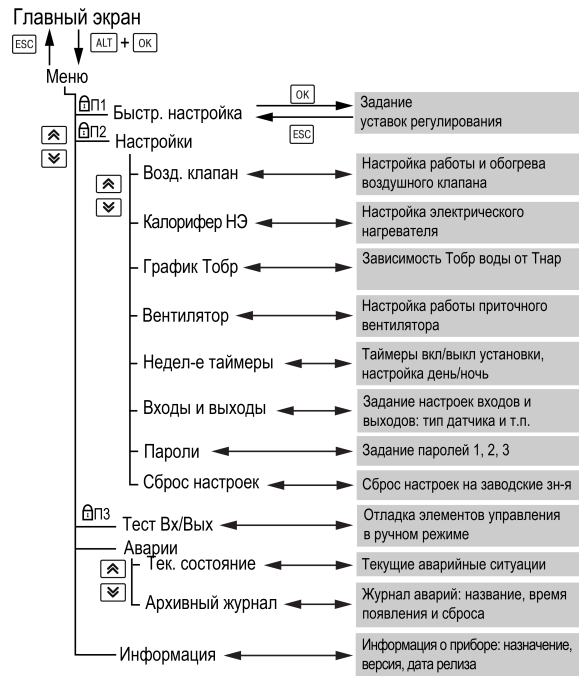 Главный экран
ESC
ALT + OK
Меню
П1
Быстр. настройка
OK
ESC
Задание
уставок регулирования
П2
Настройки
Возд. клапан
Настройка работы и обогрева
воздушного клапана
Калорифер НЭ
Настройка электрического
нагревателя
График Тобр
Зависимость Тобр воды от Тнар
Вентилятор
Настройка работы приточного
вентилятора
Недел-е таймеры
Таймеры вкл/выкл установки,
настройка день/ночь
Входы и выходы
Задание настроек входов и
выходов: тип датчика и т.п.
Пароли
Задание паролей 1, 2, 3
Сброс настроек
Сброс настроек на заводские зн-я
П3
Тест Вх/Вых
Отладка элементов управления
в ручном режиме
Аварии
Тек. состояние
Текущие аварийные ситуации
Архивный журнал
Журнал аварий: название, время
появления и сброса
Информация
Информация о приборе: назначение,
версия, дата релиза